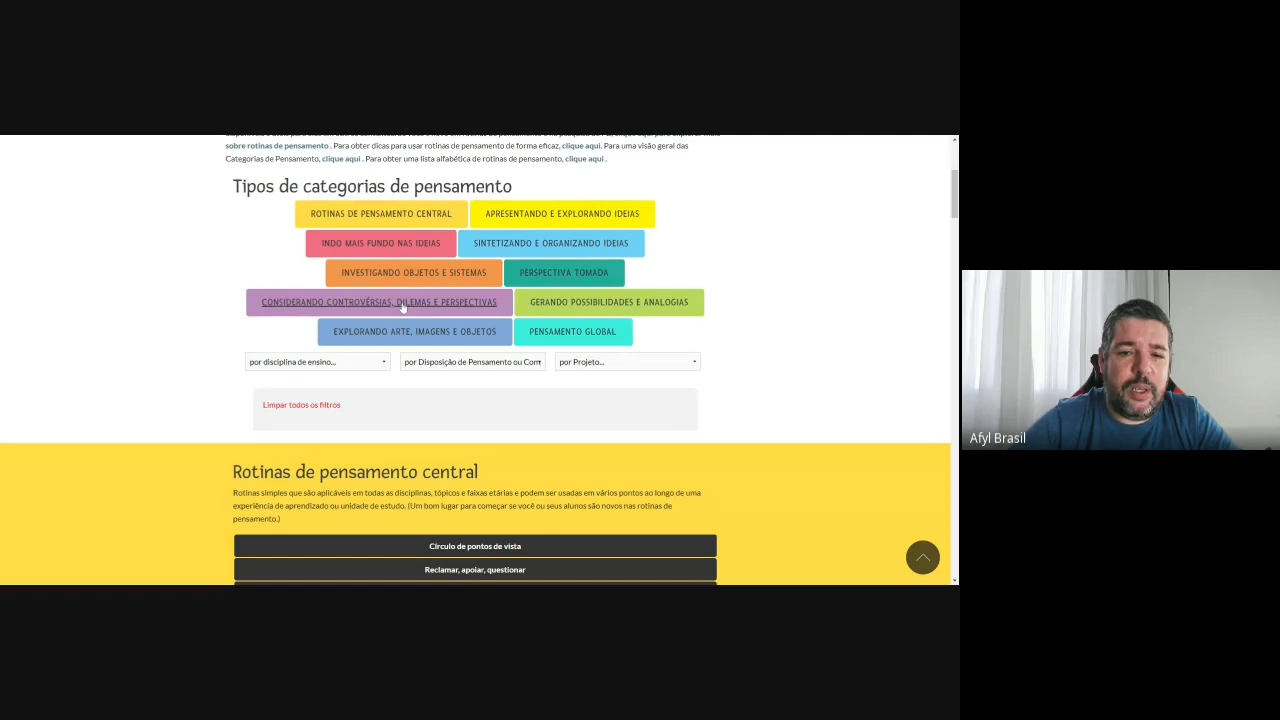 sobre rotinas de pensamento . Para obter dicas para usar rotinas de pensamento de forma eficaz, clique aqui. Para uma visão geral das
Categorias de Pensamento, clique aqui . Para obter uma lista alfabética de rotinas de pensamento, clique aqui .
Tipos de categorias de pensamento
ROTINAS DE PENSAMENTO CENTRAL
APRESENTANDO E EXPLORANDO IDEIAS
INDO MAIS FUNDO NAS IDEIAS
SINTETIZANDO E ORGANIZANDO IDEIAS
INVESTIGANDO OBJETOS E SISTEMAS
PERSPECTIVA TOMADA
CONSIDERANDO CONTROVÉRSIAS, DILEMAS E PERSPECTIVAS
GERANDO POSSIBILIDADES E ANALOGIAS
EXPLORANDO ARTE, IMAGENS E OBJETOS
PENSAMENTO GLOBAL
por disciplina de ensino...
por Disposição de Pensamento ou Com
por Projeto...
Limpar todos os filtros
Afyl Brasil
Rotinas de pensamento central
Rotinas simples que são aplicáveis em todas as disciplinas, tópicos e faixas etárias e podem ser usadas em vários pontos ao longo de uma
experiência de aprendizado ou unidade de estudo. (Um bom lugar para começar se você ou seus alunos são novos nas rotinas de
pensamento.)
Círculo de pontos de vista
Reclamar, apoiar, questionar